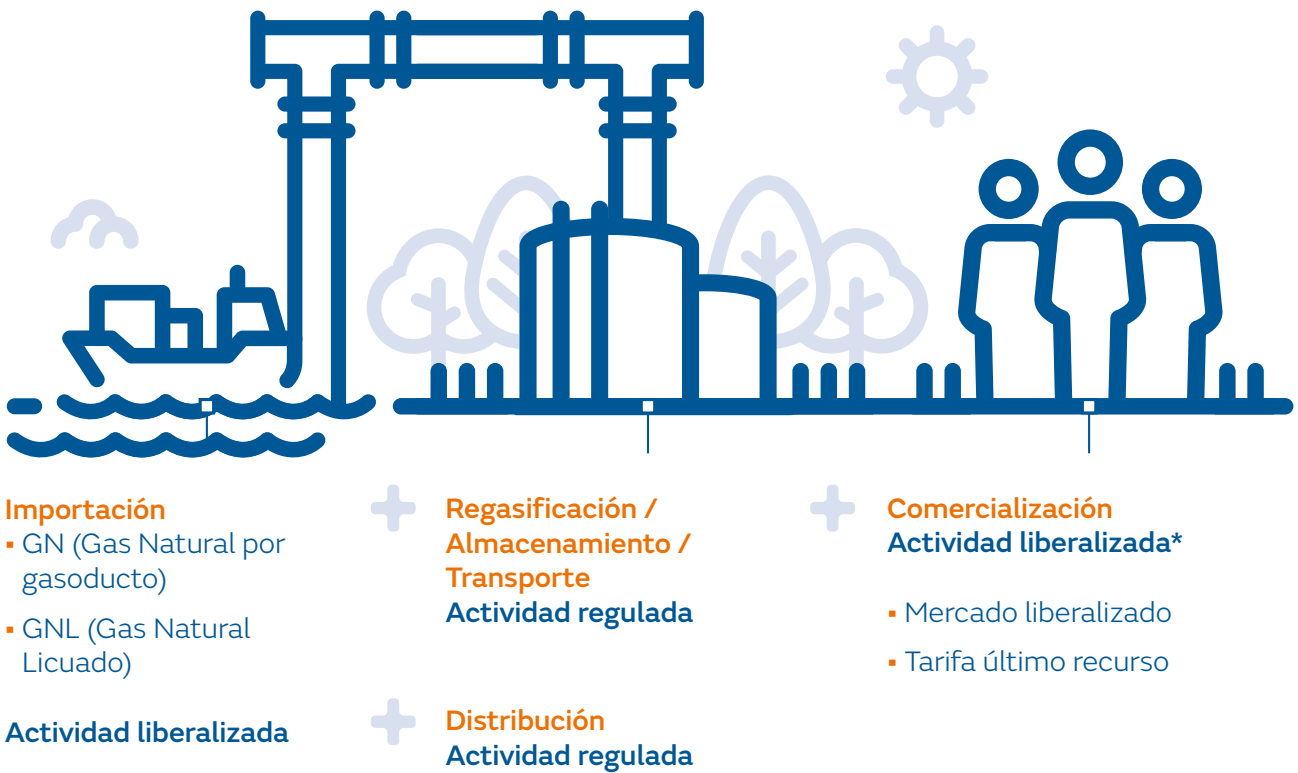 Importación
▪ GN (Gas Natural por
gasoducto)
▪ GNL (Gas Natural
Licuado)
Actividad liberalizada
Regasificación /
Almacenamiento /
Transporte
Actividad regulada
Distribución
Actividad regulada
Comercialización
Actividad liberalizada*
▪ Mercado liberalizado
▪ Tarifa último recurso